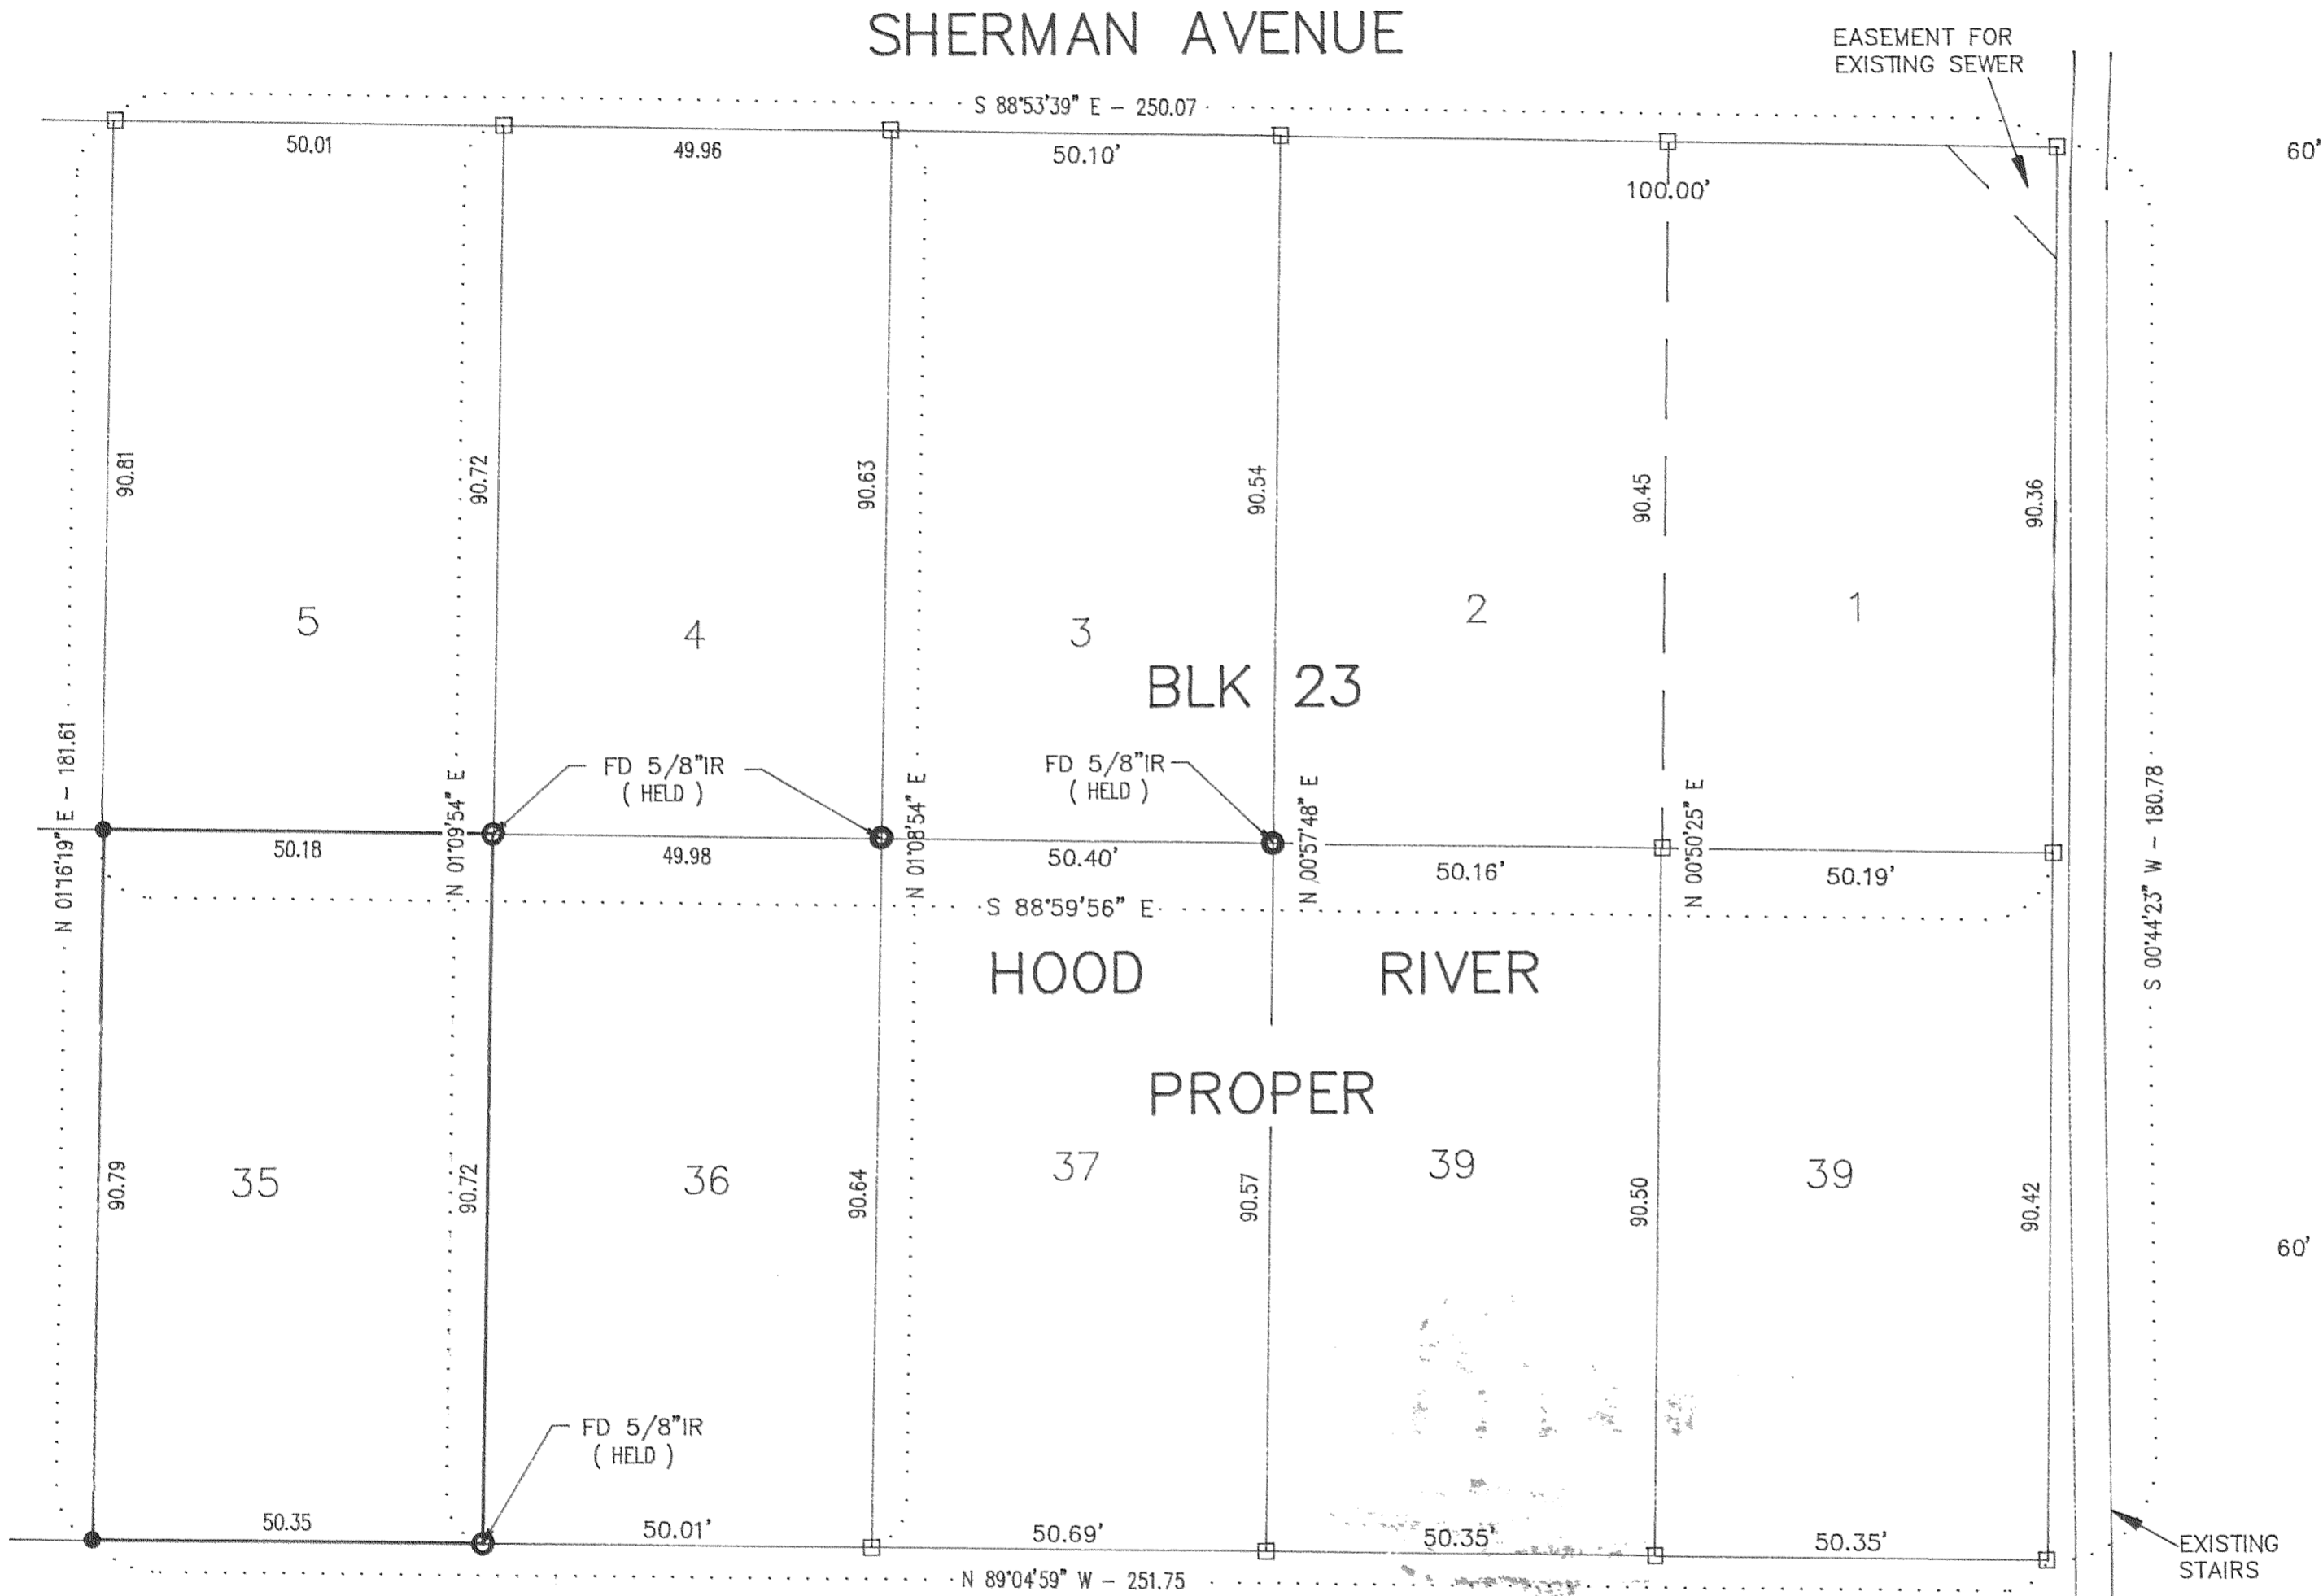 SHERMAN AVENUE
EASEMENT FOR
EXISTING SEWER
S 88°53'39" E – 250.07
50.01
49.96
50.10'
100.00'
60'
90.81
90.72
90.63
90.54
90.45
90.36
5
4
3
2
1
BLK 23
FD 5/8"IR
( HELD )
FD 5/8"IR
( HELD )
N 01°16'19" E – 181.61
N 01°09'54" E
N 01°08'54" E
N 00°57'48" E
N 00°50'25" E
S 00°44'23" W – 180.78
50.18
49.98
50.40'
50.16'
50.19'
S 88°59'56" E
HOOD RIVER
PROPER
35
36
37
39
39
90.79
90.72
90.64
90.57
90.50
90.42
60'
FD 5/8"IR
( HELD )
50.35
50.01'
50.69'
50.35'
50.35'
N 89°04'59" W – 251.75
EXISTING
STAIRS